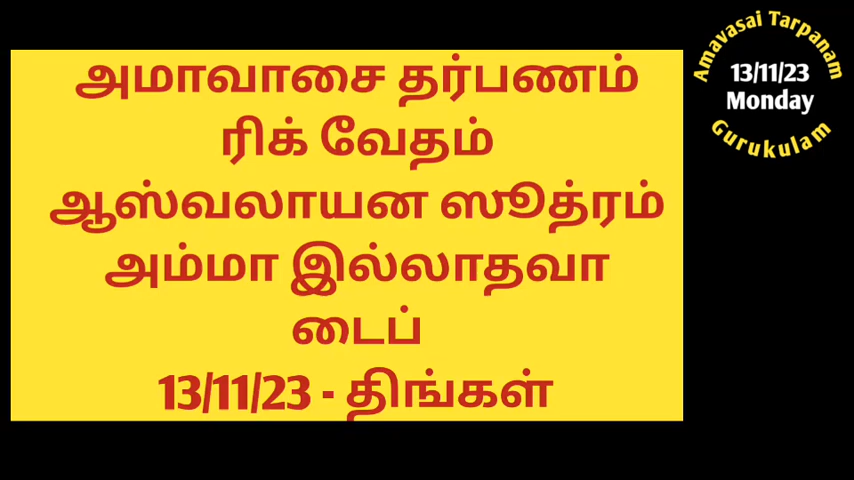 அமாவாசை தர்பணம்
ரிக் வேதம்
ஆஸ்வலாயன ஸூத்ரம்
அம்மா இல்லாதவா
டைப்
13/11/23 - திங்கள்
Amavasai Tarpanam
13/11/23
Monday
Gurukulam